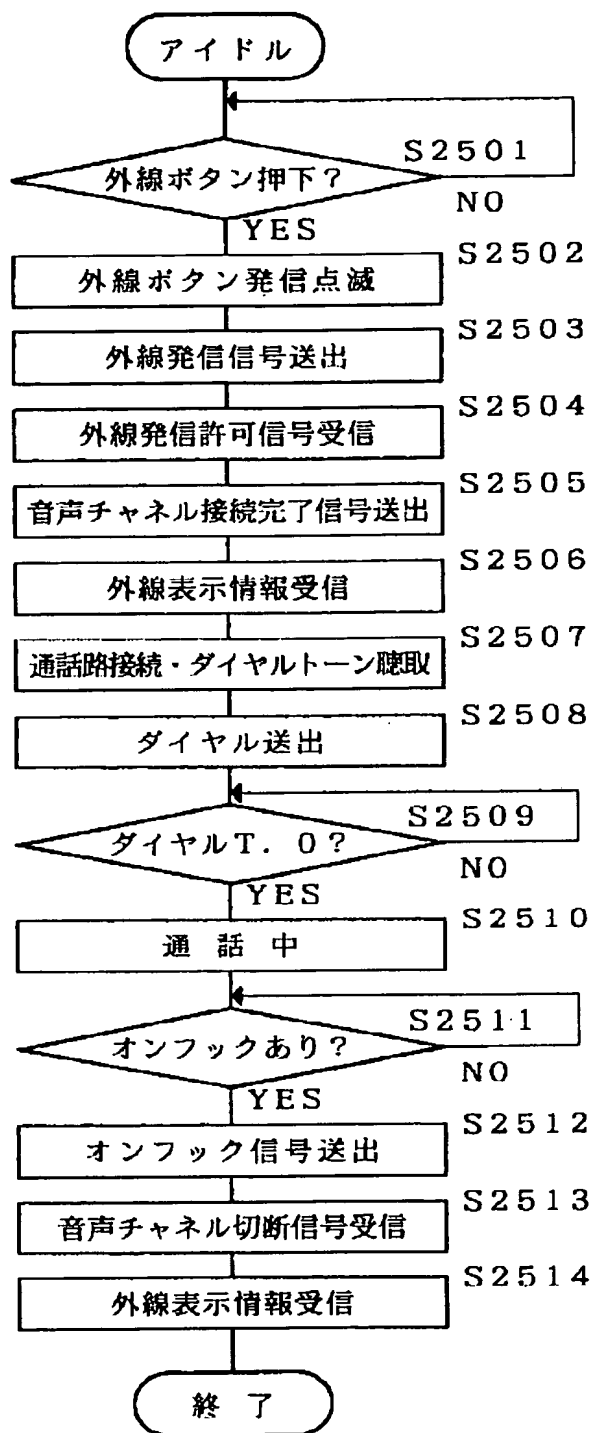 アイドル
S2501
外線ボタン押下?
NO
YES
S2502
外線ボタン発信点滅
S2503
外線発信信号送出
S2504
外線発信許可信号受信
S2505
音声チャネル接続完了信号送出
S2506
外線表示情報受信
S2507
通話路接続・ダイヤルトーン聴取
S2508
ダイヤル送出
S2509
ダイヤルT.O?
NO
YES
S2510
通話中
S2511
オンフックあり?
NO
YES
S2512
オンフック信号送出
S2513
音声チャネル切断信号受信
S2514
外線表示情報受信
終了